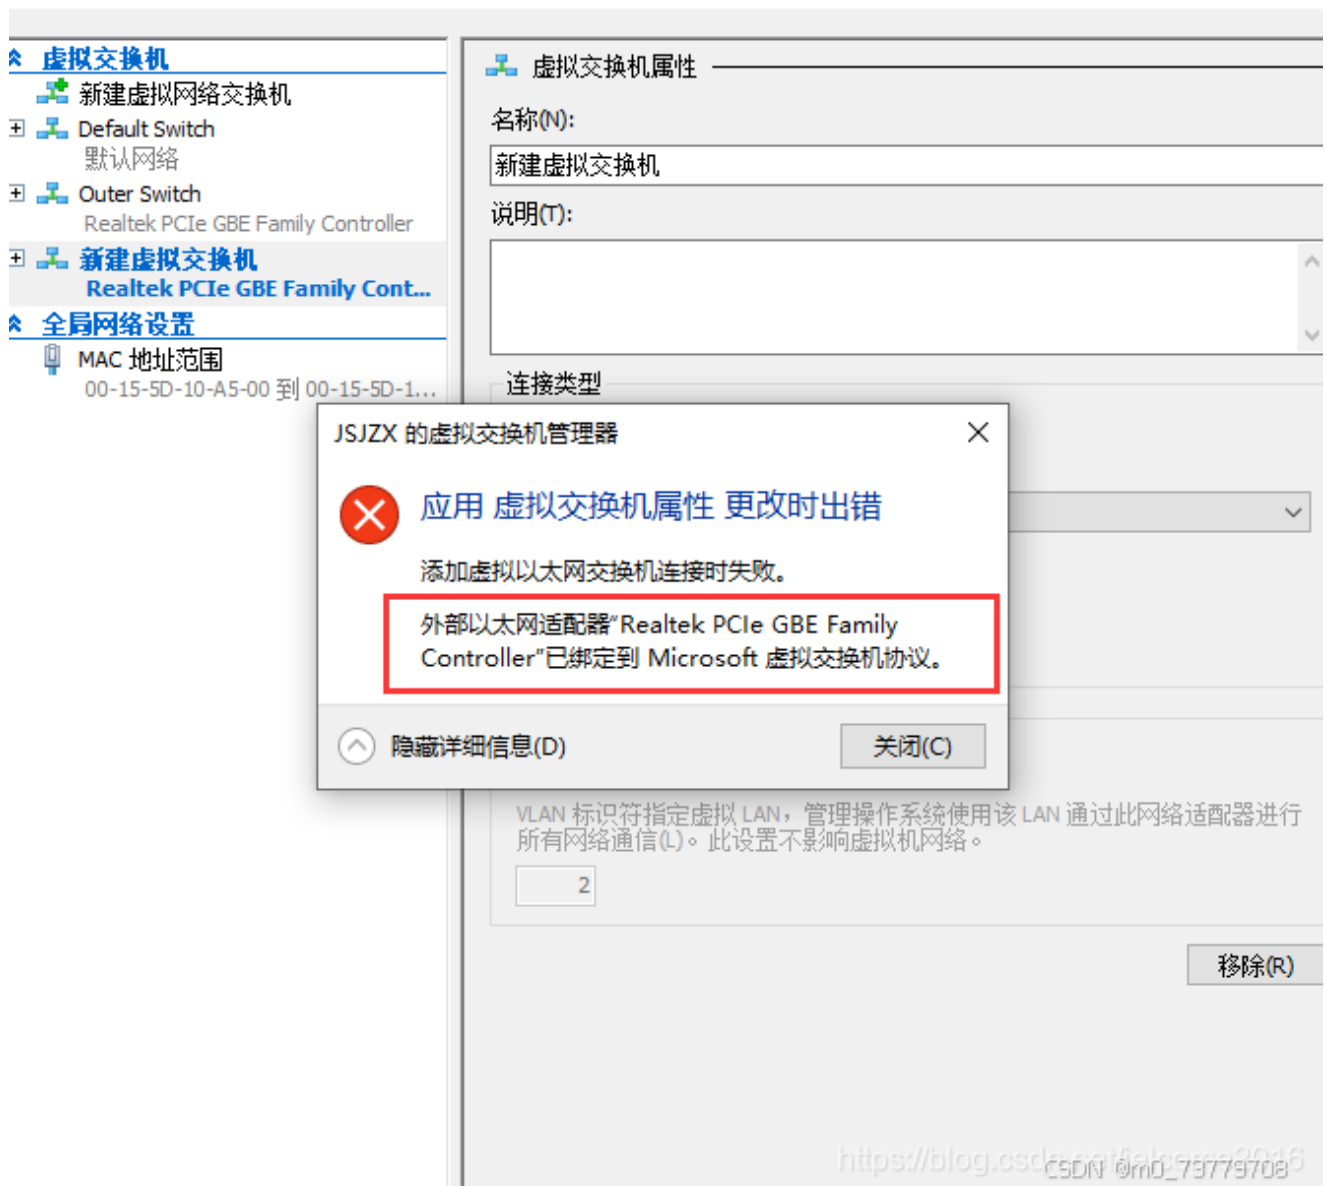 虚拟交换机
新建虚拟网络交换机
Default Switch
默认网络
Outer Switch
Realtek PCIe GBE Family Controller
新建虚拟交换机
Realtek PCIe GBE Family Cont...
全局网络设置
MAC 地址范围
00-15-5D-10-A5-00 到 00-15-5D-1...
虚拟交换机属性
名称(N):
新建虚拟交换机
说明(T):
连接类型
JSJZX 的虚拟交换机管理器
应用 虚拟交换机属性 更改时出错
添加虚拟以太网交换机连接时失败。
外部以太网适配器“Realtek PCIe GBE Family
Controller”已绑定到 Microsoft 虚拟交换机协议。
隐藏详细信息(D)
关闭(C)
VLAN 标识符指定虚拟 LAN，管理操作系统使用该 LAN 通过此网络适配器进行
所有网络通信(L)。此设置不影响虚拟机网络。
2
移除(R)
CSDN @m0_73779708